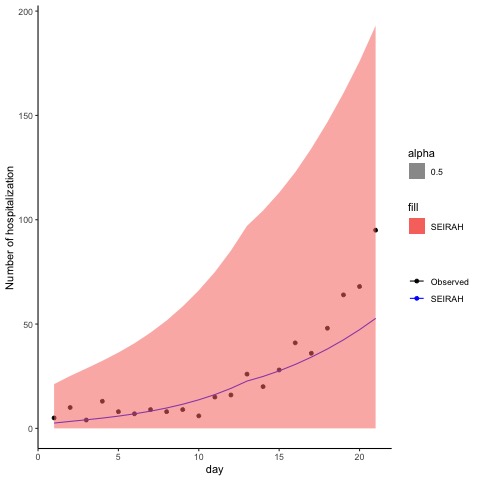 200
150
100
50
0
Number of hospitalization
0 5 10 15 20
day
alpha
0.5
fill
SEIRAH
Observed
SEIRAH